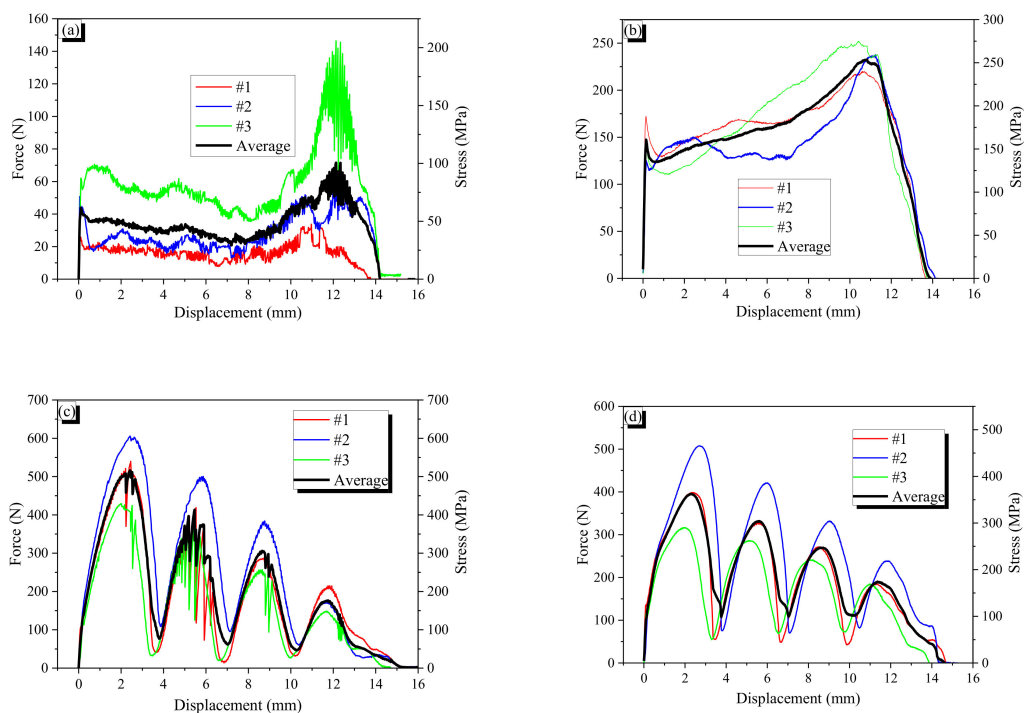 (a)
#1
#2
#3
Average
Force (N)
160
140
120
100
80
60
40
20
0
Stress (MPa)
200
150
100
50
0
0 2 4 6 8 10 12 14 16
Displacement (mm)
(b)
#1
#2
#3
Average
Force (N)
250
200
150
100
50
0
Stress (MPa)
300
250
200
150
100
50
0
0 2 4 6 8 10 12 14 16
Displacement (mm)
(c)
#1
#2
#3
Average
Force (N)
700
600
500
400
300
200
100
0
Stress (MPa)
700
600
500
400
300
200
100
0
0 2 4 6 8 10 12 14 16
Displacement (mm)
(d)
#1
#2
#3
Average
Force (N)
600
500
400
300
200
100
0
Stress (MPa)
500
400
300
200
100
0
0 2 4 6 8 10 12 14 16
Displacement (mm)